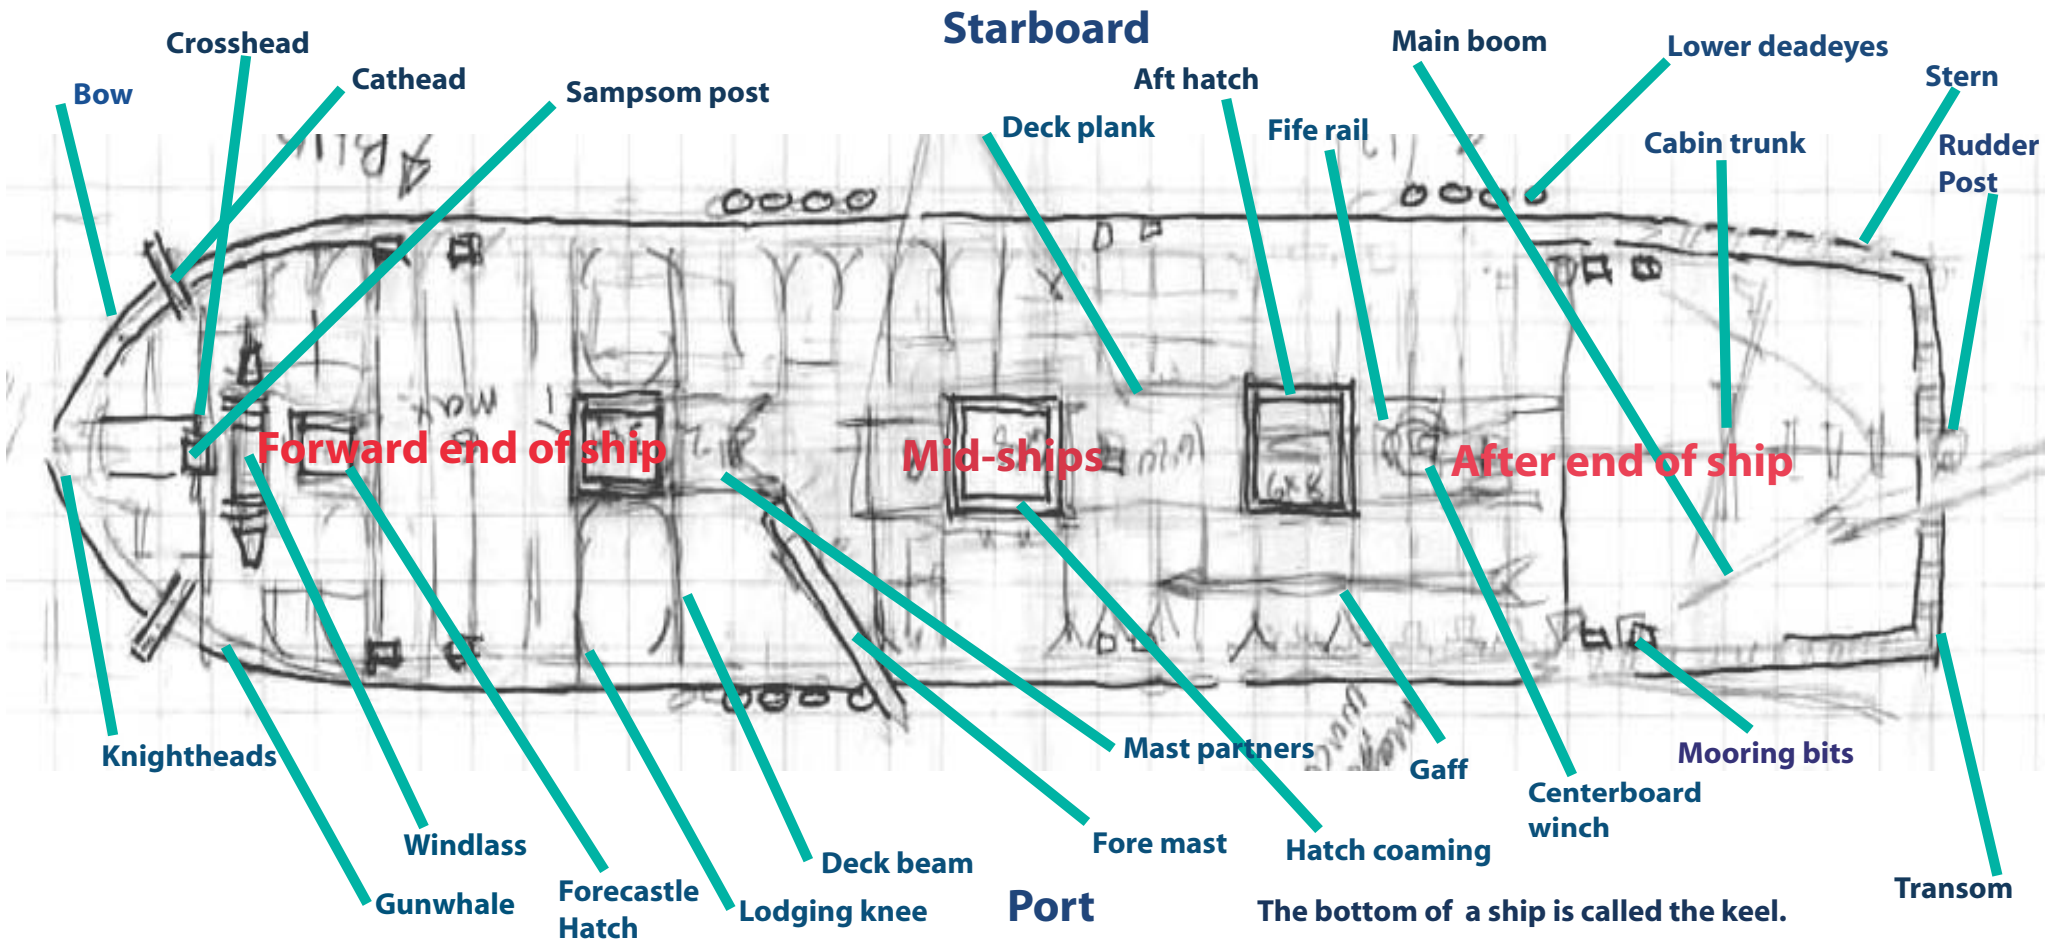 Starboard
Crosshead
Main boom
Lower deadeyes
Cathead
Aft hatch
Stern
Bow
Sampsom post
Deck plank
Fife rail
Cabin trunk
Rudder
Post
Forward end of ship
Mid-ships
After end of ship
6x8
Knightheads
Mast partners
Gaff
Mooring bits
Centerboard
winch
Windlass
Fore mast
Hatch coaming
Deck beam
Transom
Gunwhale
Forecastle
Hatch
Lodging knee
Port
The bottom of a ship is called the keel.